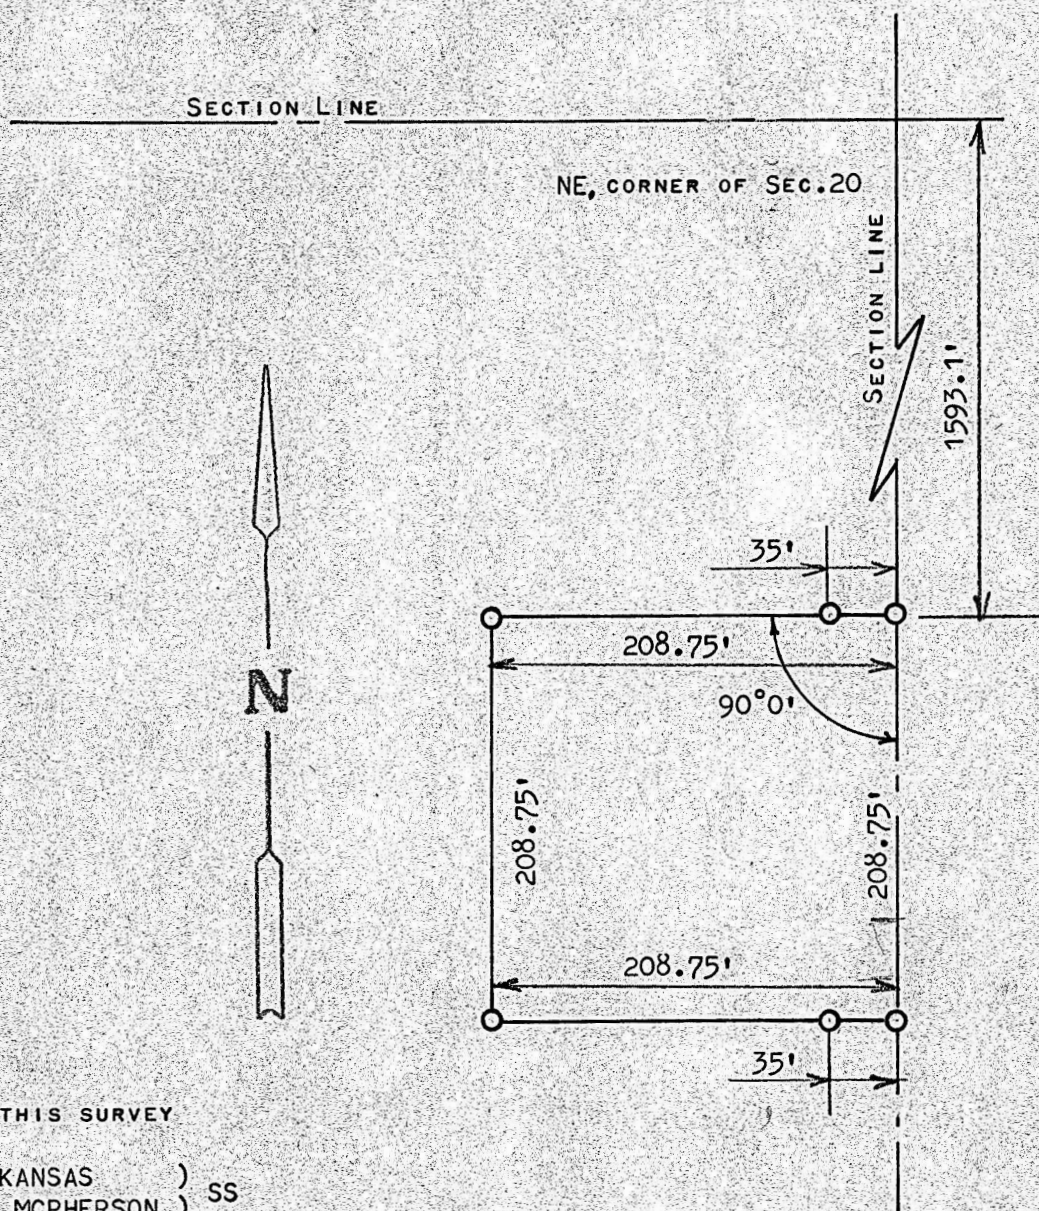 SECTION LINE
NE, CORNER OF SEC.20
SECTION LINE
1593.1'
35'
208.75'
90°0'
N
208.75'
208.75'
208.75'
35'
THIS SURVEY
KANSAS )
MCPHERSON ) SS